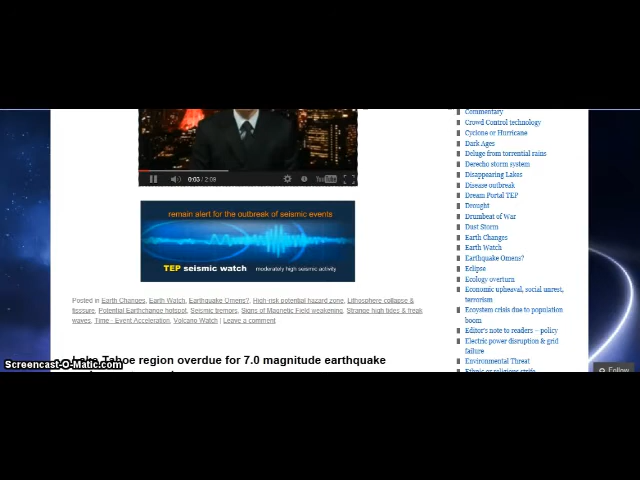 0:03 / 2:09
YouTube
remain alert for the outbreak of seismic events
TEP seismic watch moderately high seismic activity
Posted in Earth Changes, Earth Watch, Earthquake Omens?, High-risk potential hazard zone, Lithosphere collapse &
fissure, Potential Earthchange hotspot, Seismic tremors, Signs of Magnetic Field weakening, Strange high tides & freak
waves, Time - Event Acceleration, Volcano Watch | Leave a comment
Lake Tahoe region overdue for 7.0 magnitude earthquake
Screencast-O-Matic.com
Commentary
Crowd Control technology
Cyclone or Hurricane
Dark Ages
Deluge from torrential rains
Derecho storm system
Disappearing Lakes
Disease outbreak
Dream Portal TEP
Drought
Drumbeat of War
Dust Storm
Earth Changes
Earth Watch
Earthquake Omens?
Eclipse
Ecology overturn
Economic upheaval, social unrest,
terrorism
Ecosystem crisis due to population
boom
Editor's note to readers – policy
Electric power disruption & grid
failure
Environmental Threat
Ethnic or religious strife
Follow